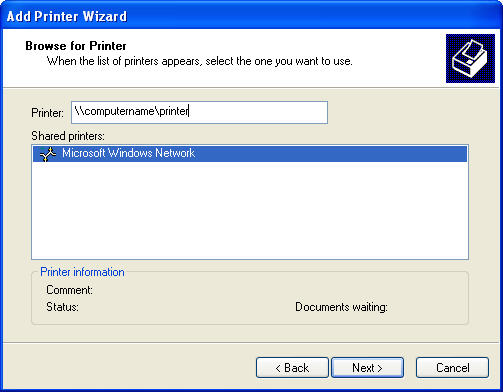 Add Printer Wizard
Browse for Printer
When the list of printers appears, select the one you want to use.
Printer: \\computername\printer
Shared printers:
Microsoft Windows Network
Printer information
Comment:
Status: Documents waiting:
< Back Next > Cancel